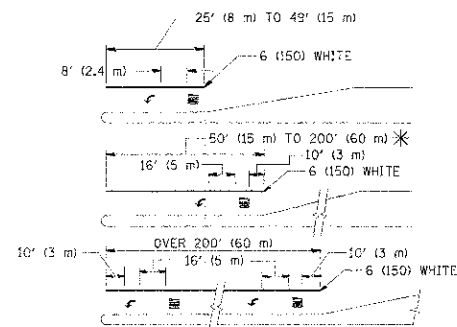 25' (8 m) TO 49' (15 m)
8' (2.4 m)
6 (150) WHITE
50' (15 m) TO 200' (60 m) *
16' (5 m)
10' (3 m)
6 (150) WHITE
OVER 200' (60 m)
10' (3 m)
16' (5 m)
10' (3 m)
6 (150) WHITE